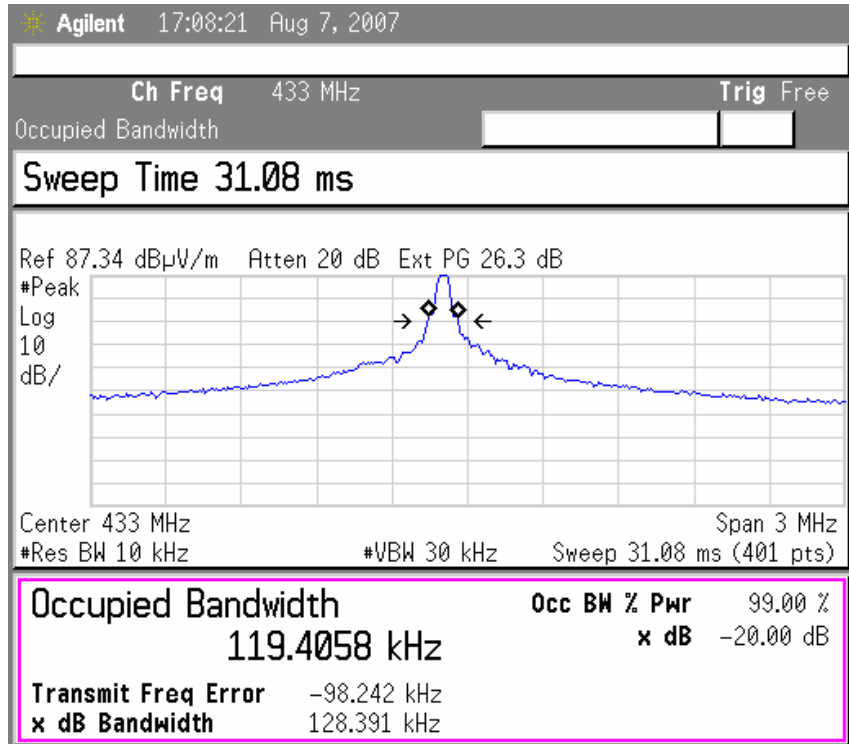 Agilent 17:08:21 Aug 7, 2007
Ch Freq 433 MHz Trig Free
Occupied Bandwidth
Sweep Time 31.08 ms
Ref 87.34 dBµV/m Atten 20 dB Ext PG 26.3 dB
#Peak
Log
10
dB/
Center 433 MHz Span 3 MHz
#Res BW 10 kHz #VBW 30 kHz Sweep 31.08 ms (401 pts)
Occupied Bandwidth Occ BW % Pwr 99.00 %
119.4058 kHz x dB -20.00 dB
Transmit Freq Error -98.242 kHz
x dB Bandwidth 128.391 kHz